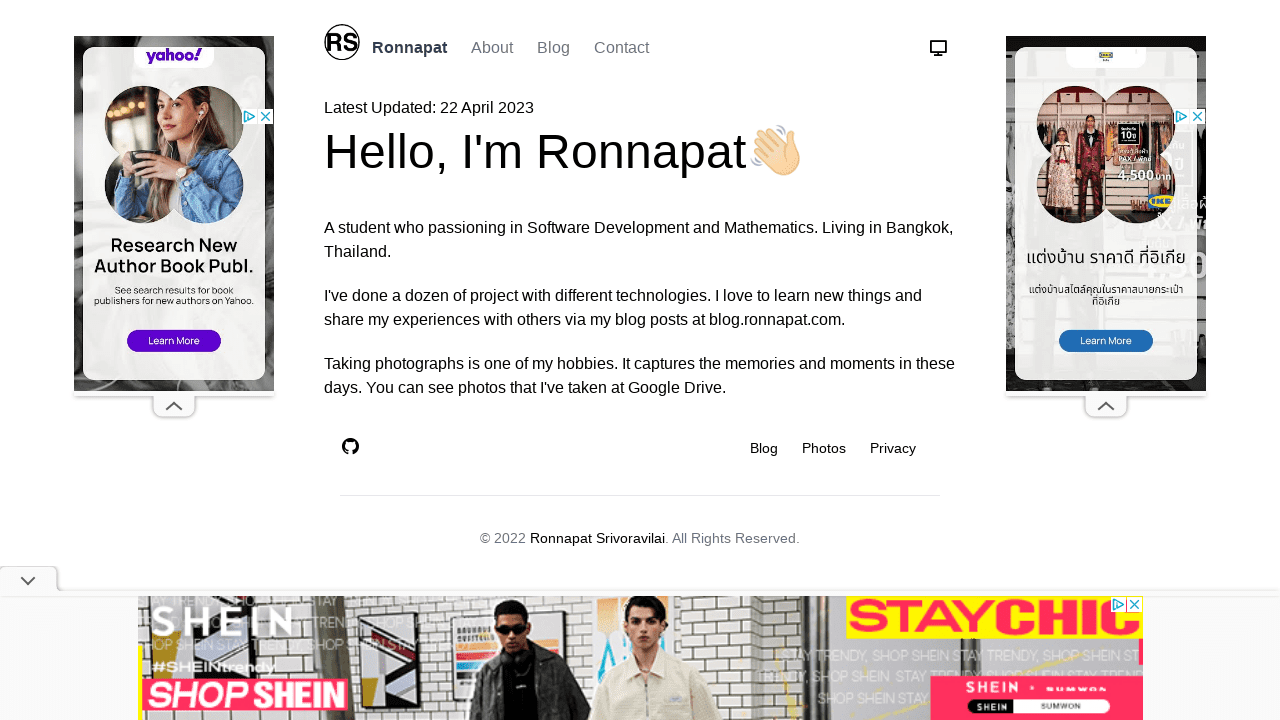 RS
Ronnapat
About
Blog
Contact
Latest Updated: 22 April 2023
Hello, I'm Ronnapat👋🏼
A student who passioning in Software Development and Mathematics. Living in Bangkok,
Thailand.
I've done a dozen of project with different technologies. I love to learn new things and
share my experiences with others via my blog posts at blog.ronnapat.com.
Taking photographs is one of my hobbies. It captures the memories and moments in these
days. You can see photos that I've taken at Google Drive.
Blog
Photos
Privacy
© 2022 Ronnapat Srivoravilai. All Rights Reserved.
yahoo!
Research New
Author Book Publ.
See search results for book
publishers for new authors on Yahoo.
Learn More
10ปี
PAX / แพ็กซ์
4,500 บาท
แต่งบ้าน ราคาดี ที่อิเกีย
แต่งบ้านสไตล์คุณในราคาสบายกระเป๋า
ที่อิเกีย
Learn More
SHEIN
#SHEINtrendy
SHOP SHEIN
STAYCHIC
STAY TRENDY, SHOP SHEIN
SHOP SHEIN STAY
SHEIN · SUMWON
SHEIN SUMWON